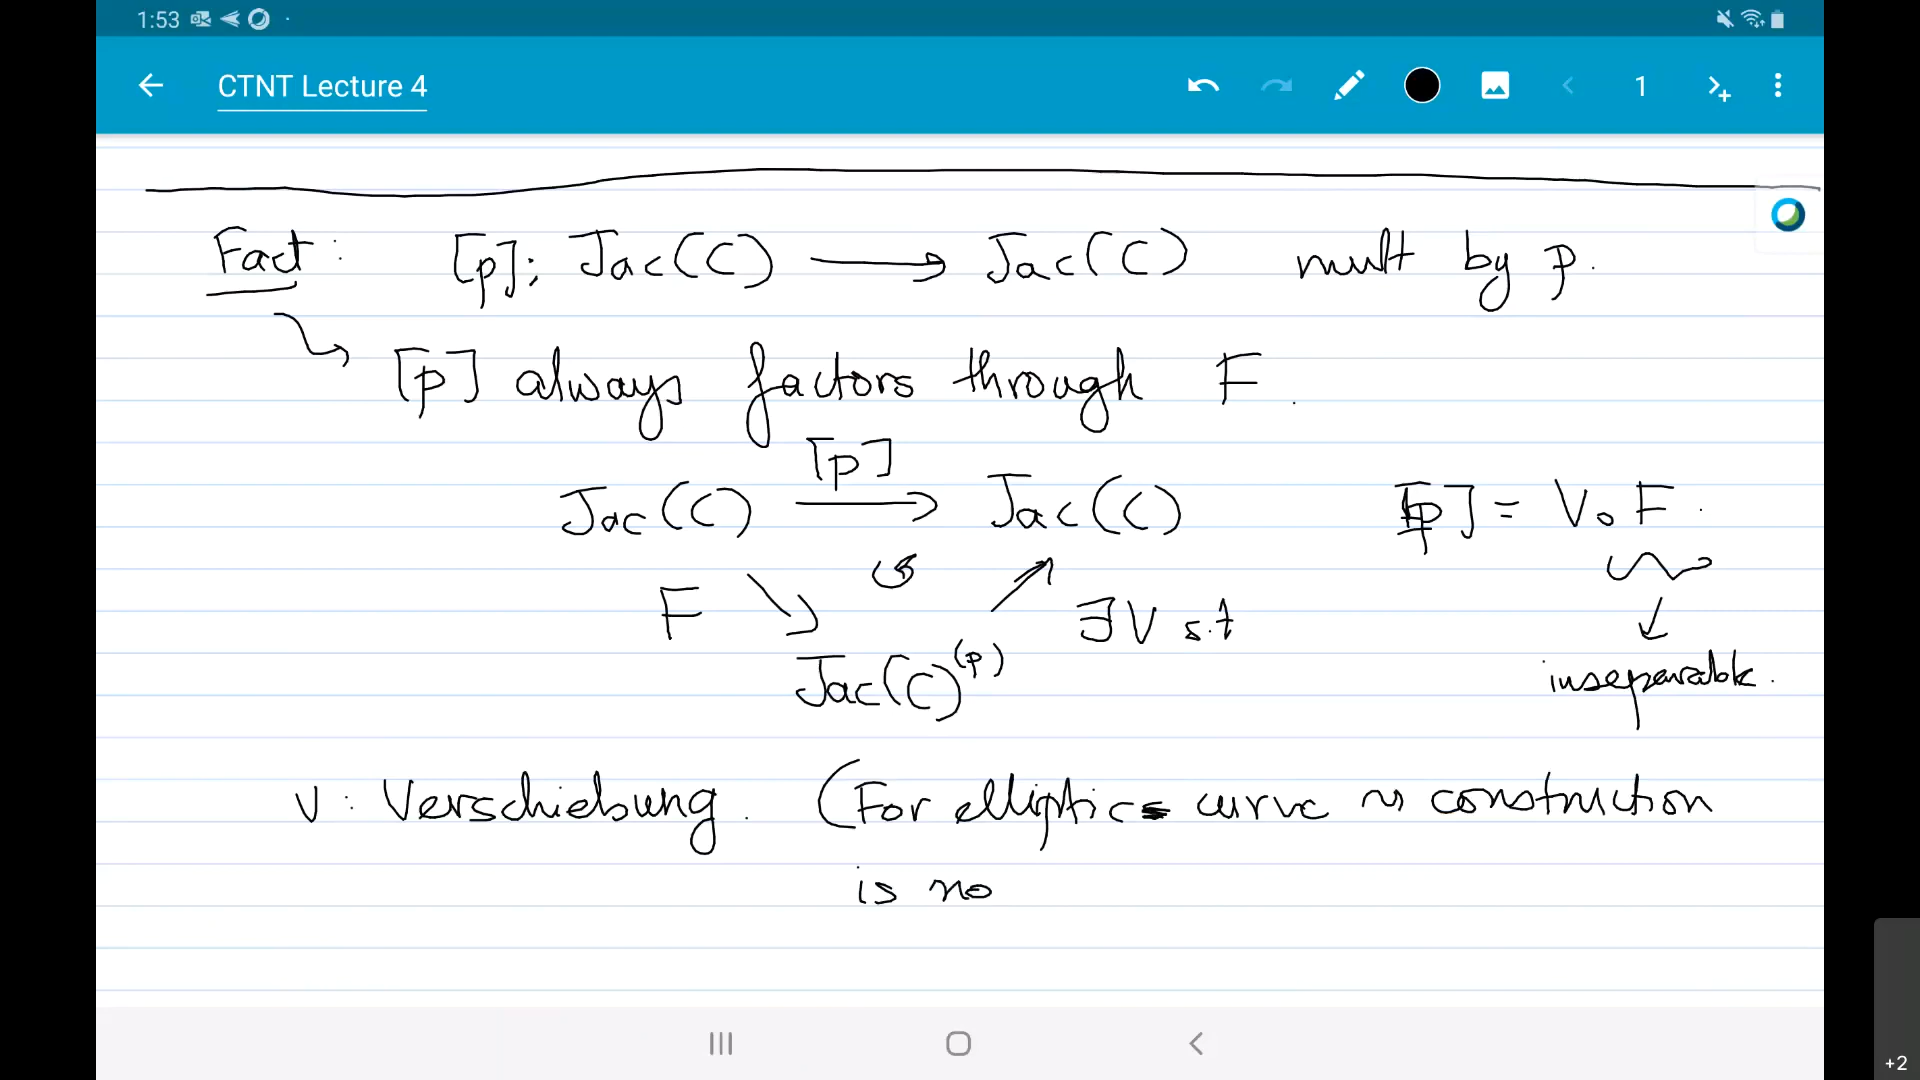 1:53
CTNT Lecture 4
1
Fact: [p]: Jac(C) ⟶ Jac(C) mult by p.
[p] always factors through F.
[p]
Jac(C) ⟶ Jac(C) [p] = V∘F.
F ↘ ↺ ↗ ∃V s.t
Jac(C)^(p) inseparable.
V: Verschiebung. (For elliptic curve ⇝ construction
is no
+2